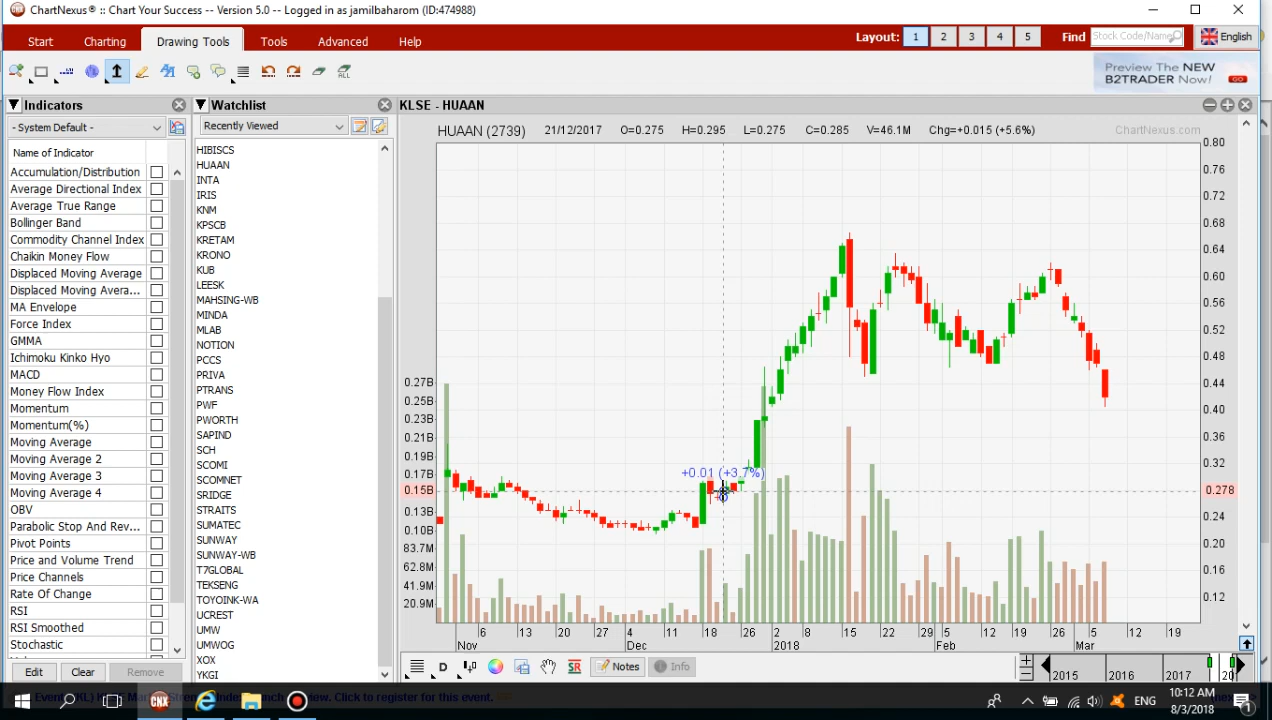 ChartNexus® :: Chart Your Success -- Version 5.0 -- Logged in as jamilbaharom (ID:474988)
Start Charting Drawing Tools Tools Advanced Help Layout: 1 2 3 4 5 Find Stock Code/Name English
ALL
Preview The NEW
B2TRADER Now!
GO
Indicators
- System Default -
Name of Indicator
Accumulation/Distribution
Average Directional Index
Average True Range
Bollinger Band
Commodity Channel Index
Chaikin Money Flow
Displaced Moving Average
Displaced Moving Avera...
MA Envelope
Force Index
GMMA
Ichimoku Kinko Hyo
MACD
Money Flow Index
Momentum
Momentum(%)
Moving Average
Moving Average 2
Moving Average 3
Moving Average 4
OBV
Parabolic Stop And Rev...
Pivot Points
Price and Volume Trend
Price Channels
Rate Of Change
RSI
RSI Smoothed
Stochastic
Edit Clear Remove
Watchlist
Recently Viewed
HIBISCS
HUAAN
INTA
IRIS
KNM
KPSCB
KRETAM
KRONO
KUB
LEESK
MAHSING-WB
MINDA
MLAB
NOTION
PCCS
PRIVA
PTRANS
PWF
PWORTH
SAPIND
SCH
SCOMI
SCOMNET
SRIDGE
STRAITS
SUMATEC
SUNWAY
SUNWAY-WB
T7GLOBAL
TEKSENG
TOYOINK-WA
UCREST
UMW
UMWOG
XOX
YKGI
KLSE - HUAAN
HUAAN (2739) 21/12/2017 O=0.275 H=0.295 L=0.275 C=0.285 V=46.1M Chg=+0.015 (+5.6%) ChartNexus.com
0.80
0.76
0.72
0.68
0.64
0.60
0.56
0.52
0.48
0.44
0.40
0.36
0.32
0.278
0.24
0.20
0.16
0.12
0.27B
0.25B
0.23B
0.21B
0.19B
0.17B
0.15B
0.13B
0.10B
83.7M
62.8M
41.9M
20.9M
+0.01 (+3.7%)
6 13 20 27 4 11 18 26 2 8 15 22 29 5 12 19 26 5 12 19
Nov Dec 2018 Feb Mar
D SR Notes Info
2015 2016 2017
CNX
ENG
10:12 AM
8/3/2018
1